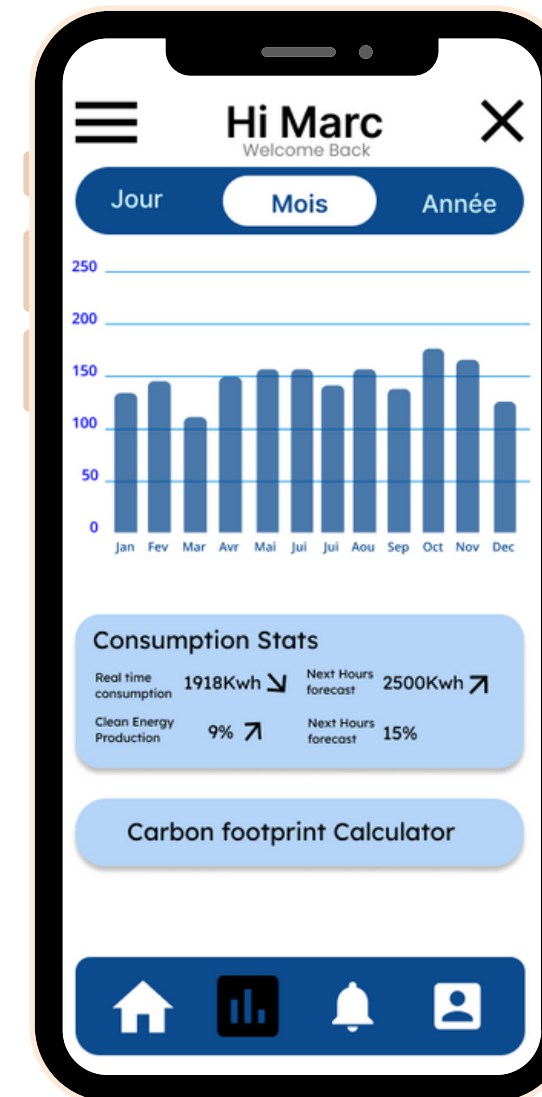 Hi Marc
Welcome Back
Jour Mois Année
250
200
150
100
50
0
Jan Fev Mar Avr Mai Jui Jui Aou Sep Oct Nov Dec
Consumption Stats
Real time consumption 1918Kwh
Next Hours forecast 2500Kwh
Clean Energy Production 9%
Next Hours forecast 15%
Carbon footprint Calculator